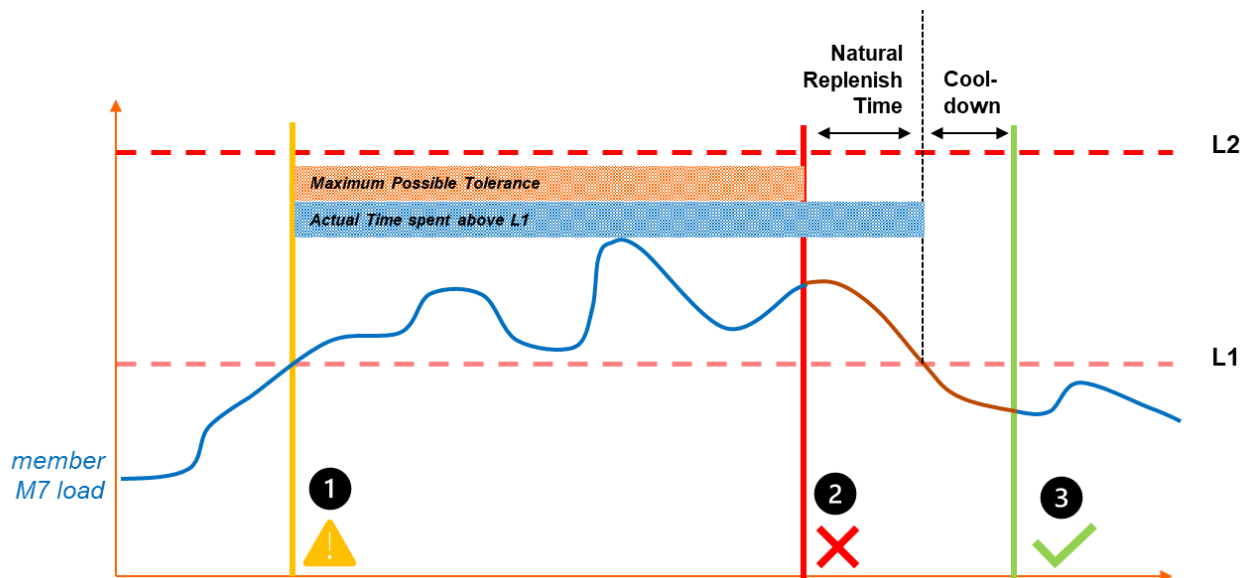 Natural
Replenish
Time
Cool-
down
L2
Maximum Possible Tolerance
Actual Time spent above L1
L1
member
M7 load
1
2
3